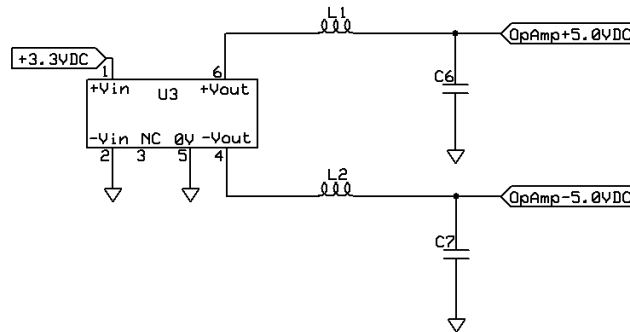 L1
OpAmp+5.0VDC
+3.3VDC
1
6
C6
+Vin
U3
+Vout
-Vin
NC
0V
-Vout
2
3
5
4
L2
OpAmp-5.0VDC
C7